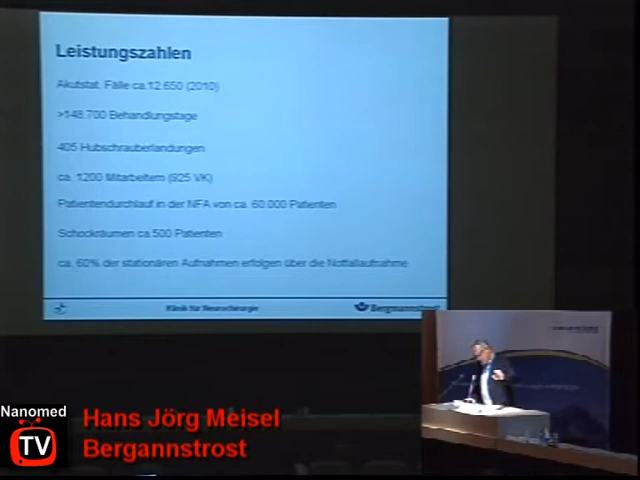 Leistungszahlen
Akutstat. Fälle ca.12.650 (2010)
>148.700 Behandlungstage
405 Hubschrauberlandungen
ca. 1200 Mitarbeitern (925 VK)
Patientendurchlauf in der NFA von ca. 60.000 Patienten
Schockräumen ca.500 Patienten
ca. 60% der stationären Aufnahmen erfolgen über die Notfallaufnahme
Klinik für Neurochirurgie
Bergmannstrost
Nanomed
TV
Hans Jörg Meisel
Bergannstrost